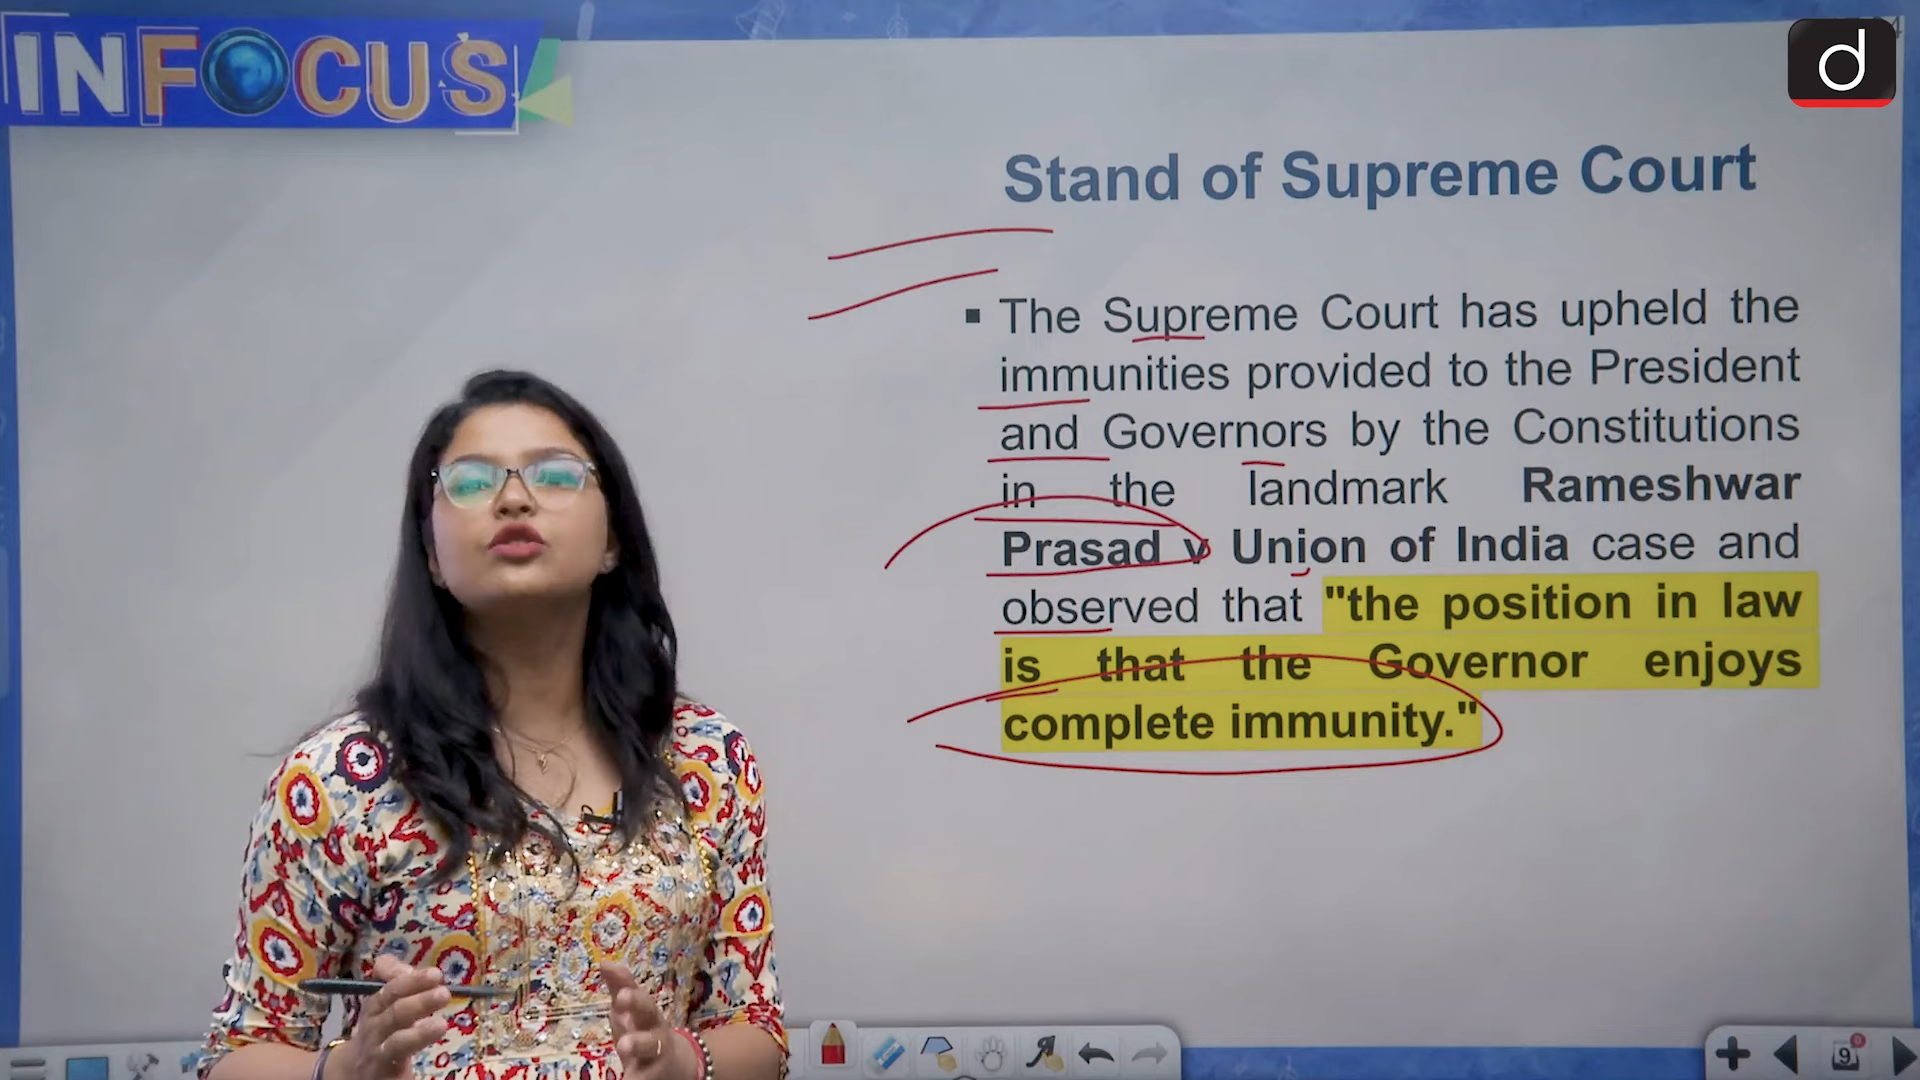 INFOCUS
d
Stand of Supreme Court
▪ The Supreme Court has upheld the
immunities provided to the President
and Governors by the Constitutions
in the landmark Rameshwar
Prasad v Union of India case and
observed that "the position in law
is that the Governor enjoys
complete immunity."
9